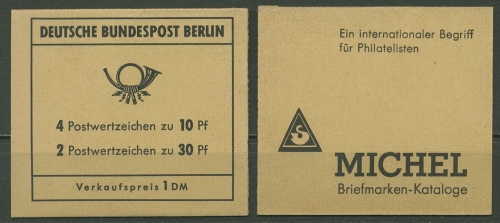 DEUTSCHE BUNDESPOST BERLIN
4 Postwertzeichen zu 10 Pf
2 Postwertzeichen zu 30 Pf
Verkaufspreis 1 DM
Ein internationaler Begriff
für Philatelisten
S
MICHEL
Briefmarken-Kataloge